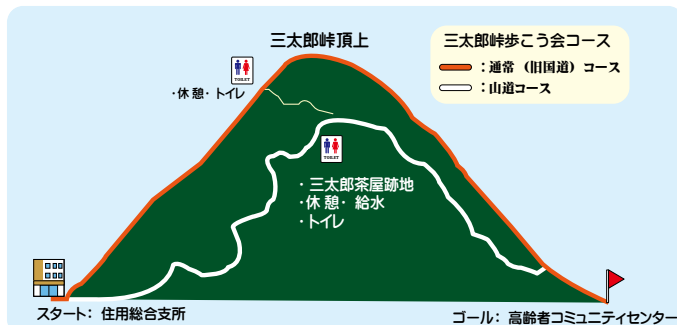 三太郎峠頂上
三太郎峠歩こう会コース
：通常（旧国道）コース
：山道コース
TOILET
・休憩・トイレ
TOILET
・三太郎茶屋跡地
・休憩・給水
・トイレ
スタート：住用総合支所
ゴール：高齢者コミュニティセンター